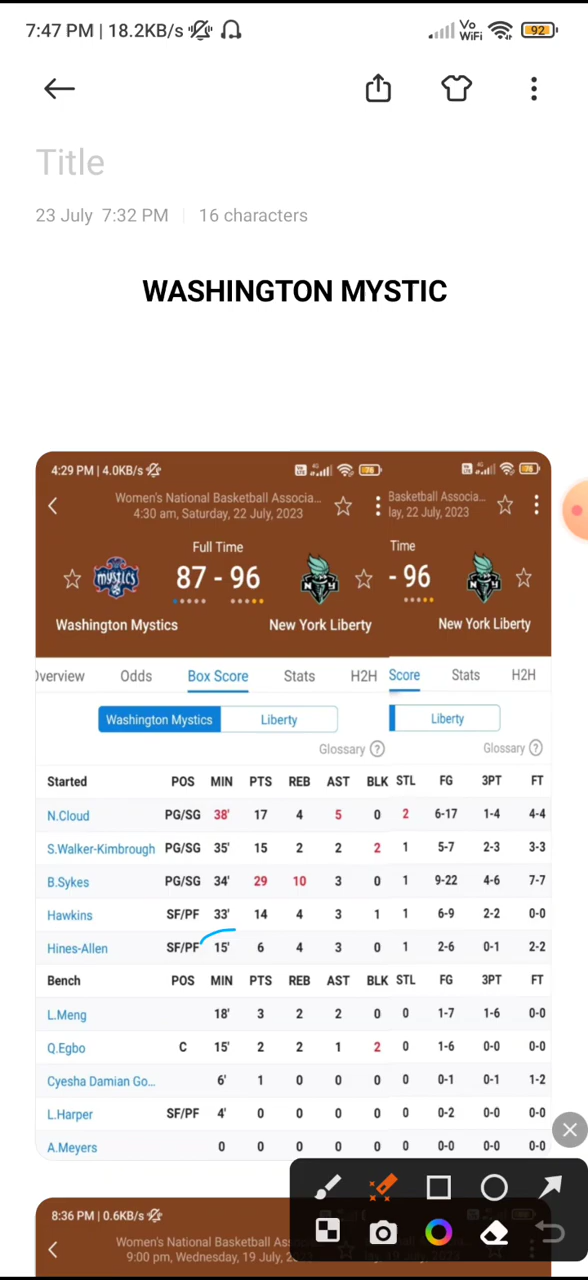 7:47 PM | 18.2KB/s Vo WiFi 92
Title
23 July 7:32 PM | 16 characters
WASHINGTON MYSTIC
4:29 PM | 4.0KB/s 76 76
Women's National Basketball Associa... Basketball Associa...
4:30 am, Saturday, 22 July, 2023 lay, 22 July, 2023
Full Time Time
mystics 87 - 96 NY - 96 NY
Washington Mystics New York Liberty New York Liberty
Overview Odds Box Score Stats H2H Score Stats H2H
Washington Mystics Liberty Liberty
Glossary ? Glossary ?
Started POS MIN PTS REB AST BLK STL FG 3PT FT
N.Cloud PG/SG 38' 17 4 5 0 2 6-17 1-4 4-4
S.Walker-Kimbrough PG/SG 35' 15 2 2 2 1 5-7 2-3 3-3
B.Sykes PG/SG 34' 29 10 3 0 1 9-22 4-6 7-7
Hawkins SF/PF 33' 14 4 3 1 1 6-9 2-2 0-0
Hines-Allen SF/PF 15' 6 4 3 0 1 2-6 0-1 2-2
Bench POS MIN PTS REB AST BLK STL FG 3PT FT
L.Meng 18' 3 2 2 0 0 1-7 1-6 0-0
Q.Egbo C 15' 2 2 1 2 0 1-6 0-0 0-0
Cyesha Damian Go... 6' 1 0 0 0 0 0-1 0-1 1-2
L.Harper SF/PF 4' 0 0 0 0 0 0-2 0-0 0-0
A.Meyers 0 0 0 0 0 0 0-0 0-0 0-0
8:36 PM | 0.6KB/s
Women's National Basketball Ass
9:00 pm, Wednesday, 19 July, 2